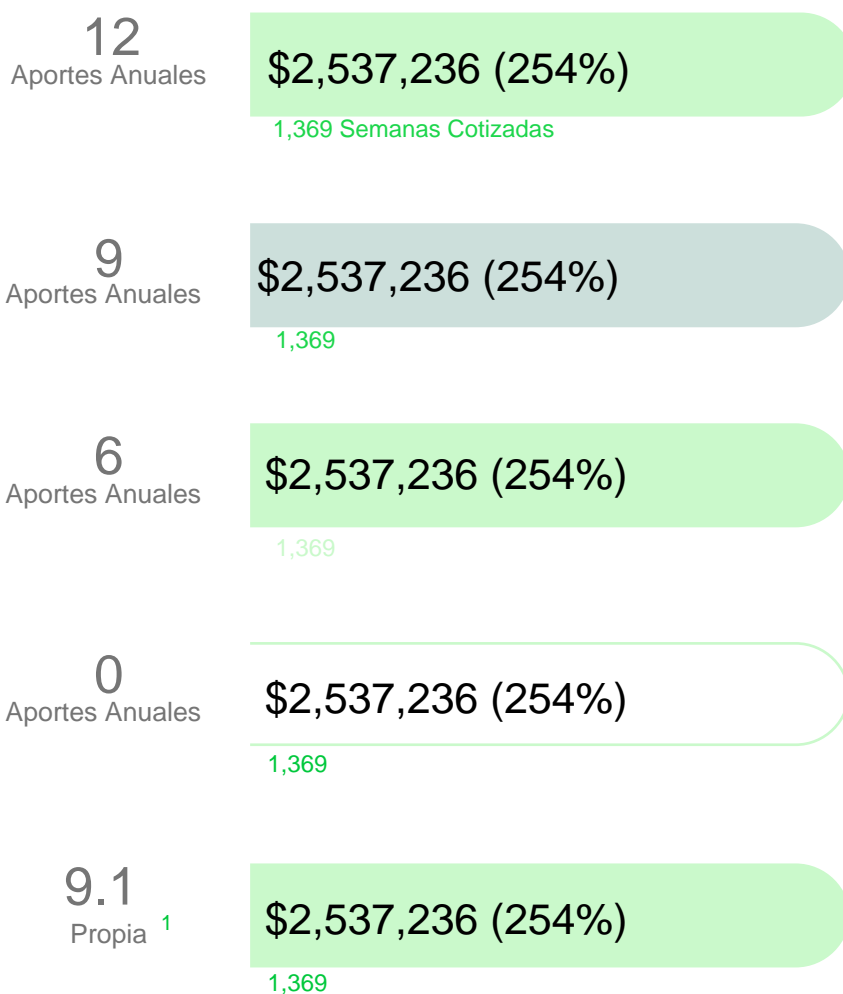 12
Aportes Anuales
$2,537,236 (254%)
1,369 Semanas Cotizadas
9
Aportes Anuales
$2,537,236 (254%)
1,369
6
Aportes Anuales
$2,537,236 (254%)
1,369
0
Aportes Anuales
$2,537,236 (254%)
1,369
9.1
Propia 1
$2,537,236 (254%)
1,369